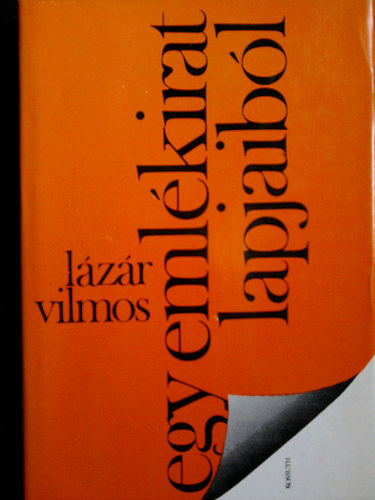 lázár
vilmos
egy emlékirat
lapjaiból
KOSSUTH